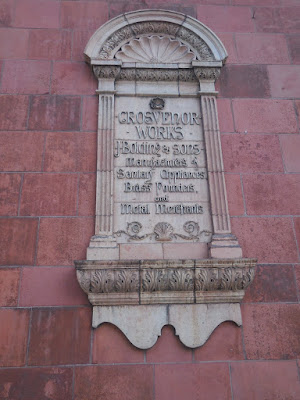 GROSVENOR
WORKS
J. Bolding & SONS
Manufacturers of
Sanitary Appliances
Brass Founders
and
Metal Merchants